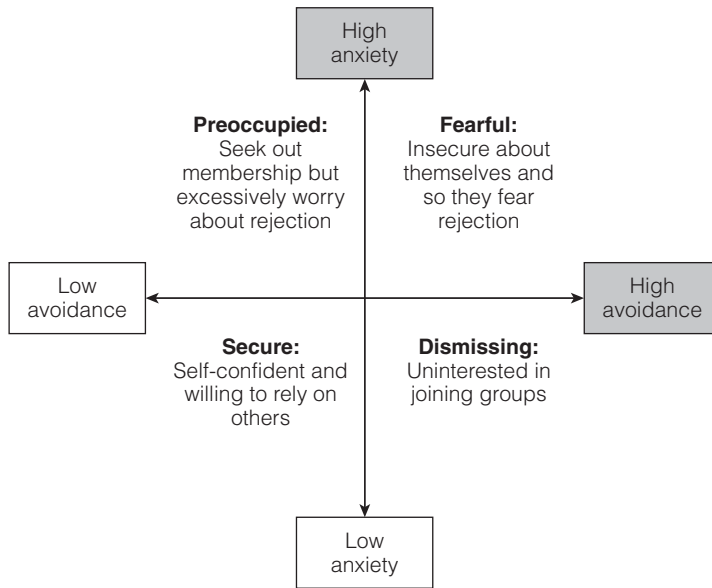 High
anxiety
Preoccupied:
Seek out
membership but
excessively worry
about rejection
Fearful:
Insecure about
themselves and
so they fear
rejection
Low
avoidance
High
avoidance
Secure:
Self-confident and
willing to rely on
others
Dismissing:
Uninterested in
joining groups
Low
anxiety